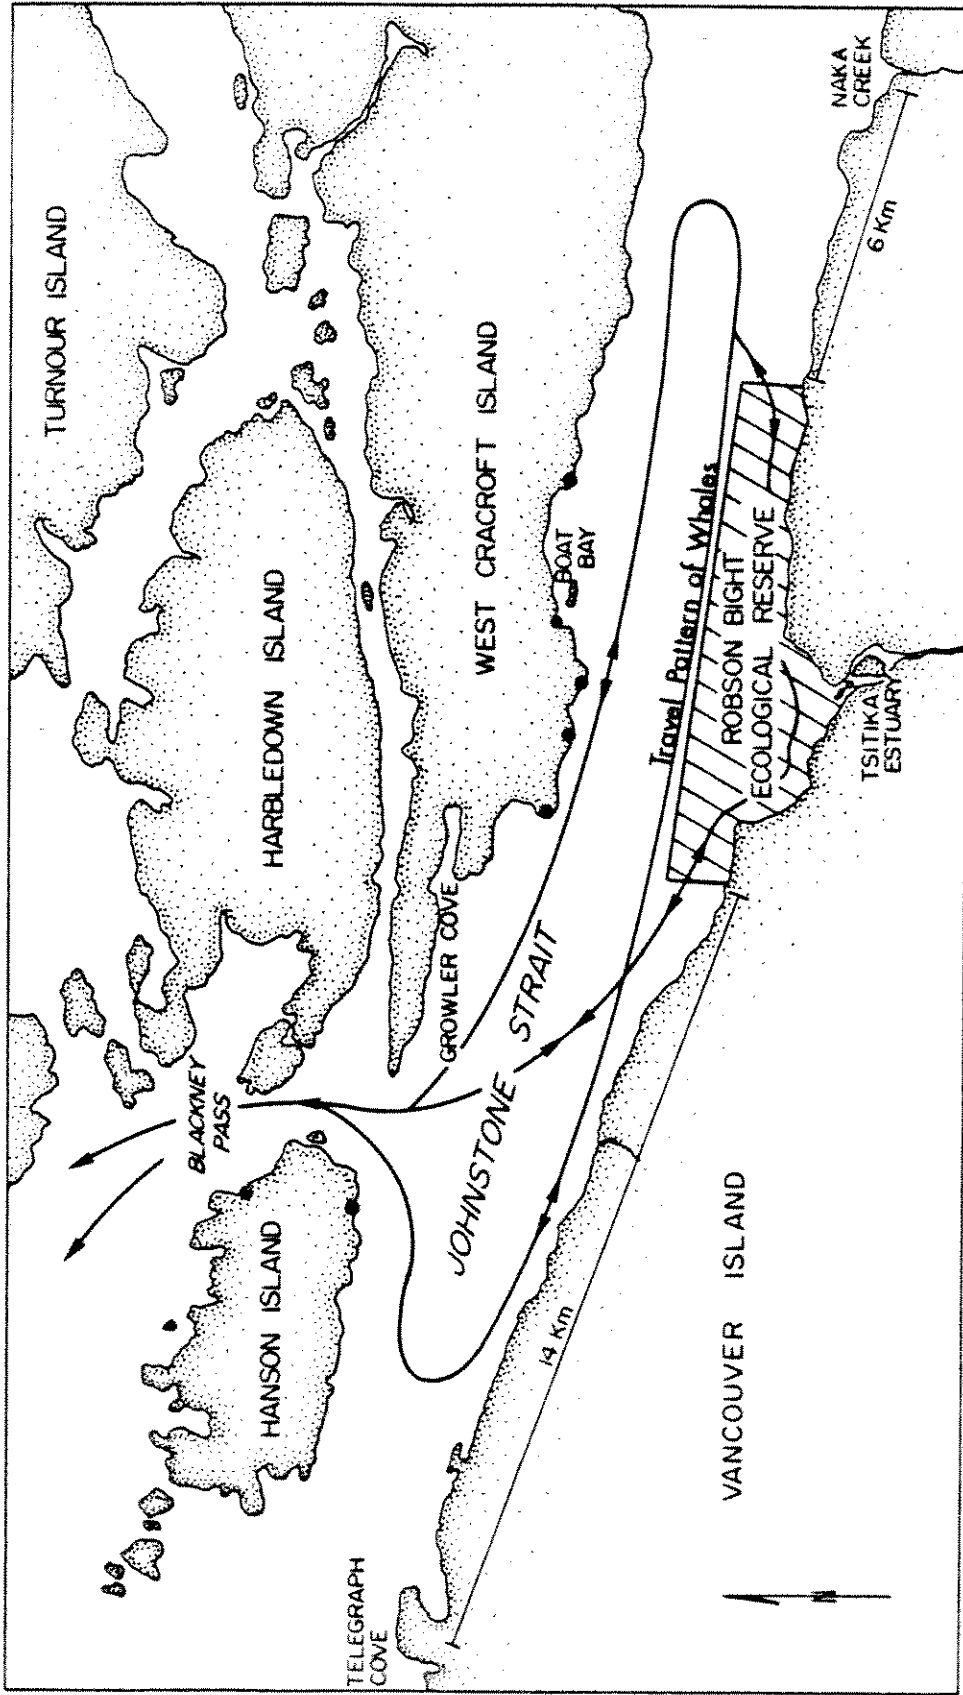 TURNOUR ISLAND
BLACKNEY
PASS
HARBLEDOWN ISLAND
HANSON ISLAND
TELEGRAPH
COVE
GROWLER COVE
WEST CRACROFT ISLAND
BOAT
BAY
JOHNSTONE STRAIT
Travel Pattern of Whales
ROBSON BIGHT
ECOLOGICAL RESERVE
14 Km
6 Km
NAKA
CREEK
TSITIKA
ESTUARY
VANCOUVER ISLAND
N